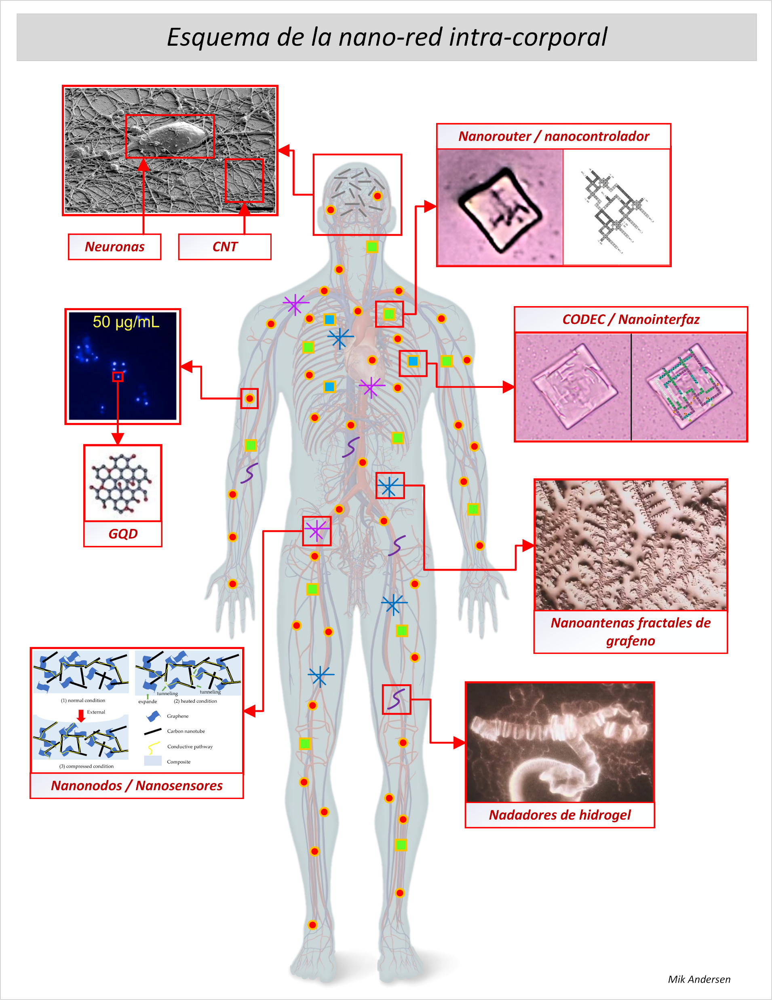 Esquema de la nano-red intra-corporal
A
Neuronas
CNT
Nanorouter / nanocontrolador
50 µg/mL
GQD
CODEC / Nanointerfaz
Nanoantenas fractales de
grafeno
(1) normal condition
expande
tunneling
tunneling
(2) heated condition
External
Graphene
Carbon nanotube
Conductive pathway
Composite
(3) compressed condition
Nanonodos / Nanosensores
Nadadores de hidrogel
Mik Andersen